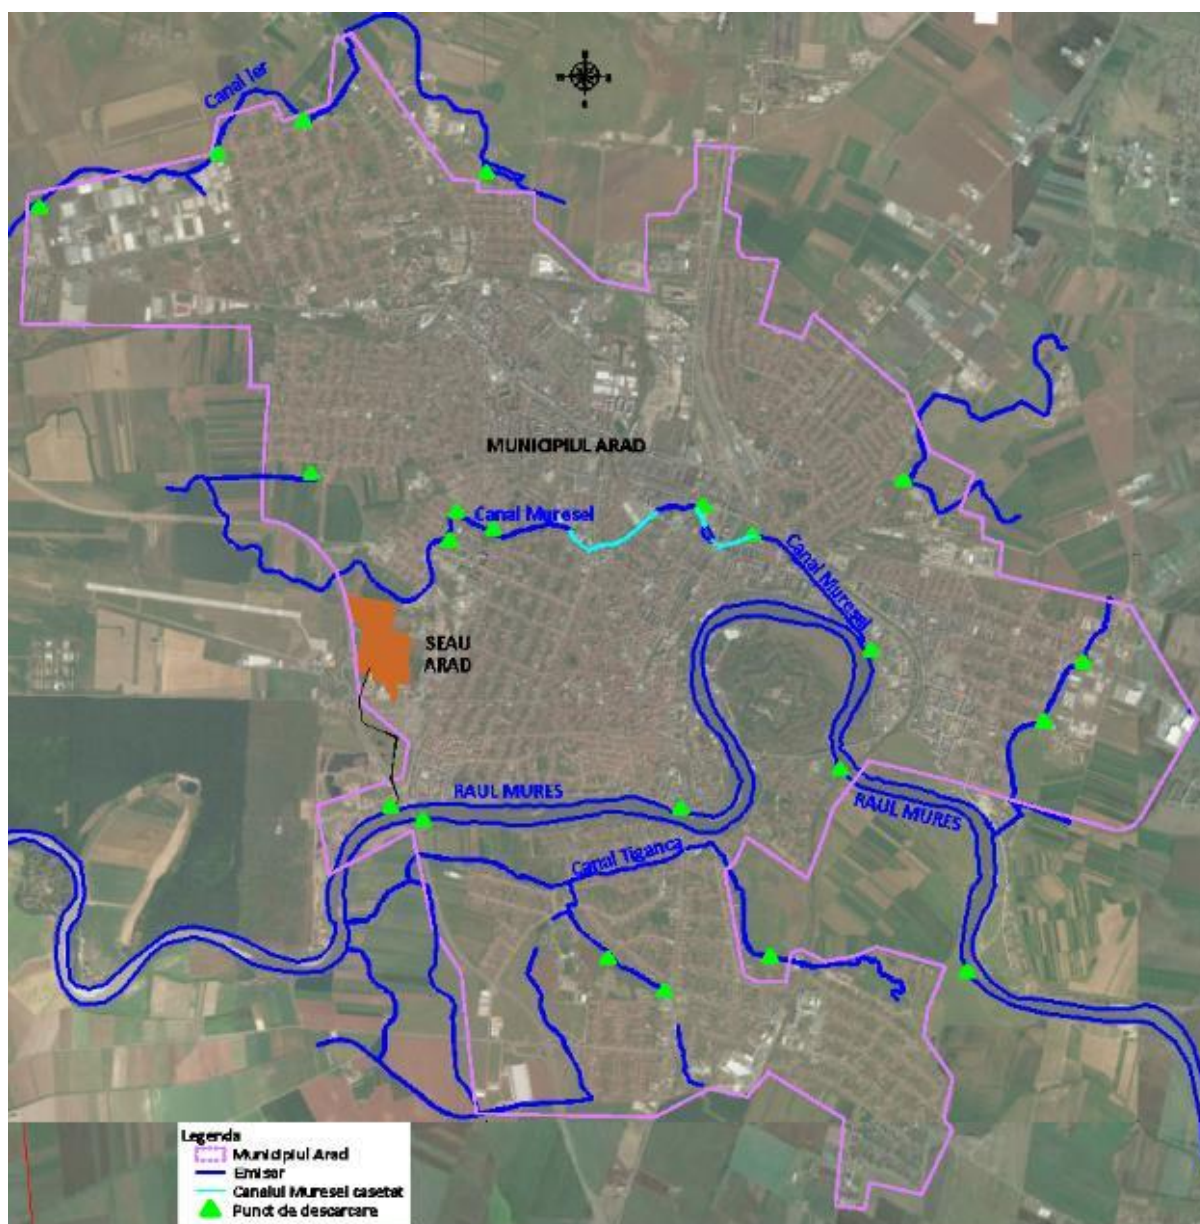 Canal Ier
N
W
E
S
MUNICIPIUL ARAD
Canal Muresel
Canal Muresel
SEAU
ARAD
RAUL MURES
RAUL MURES
Canal Tiganca
Legenda
Municipiul Arad
Emisar
Canalul Muresel casetat
Punct de descarcare